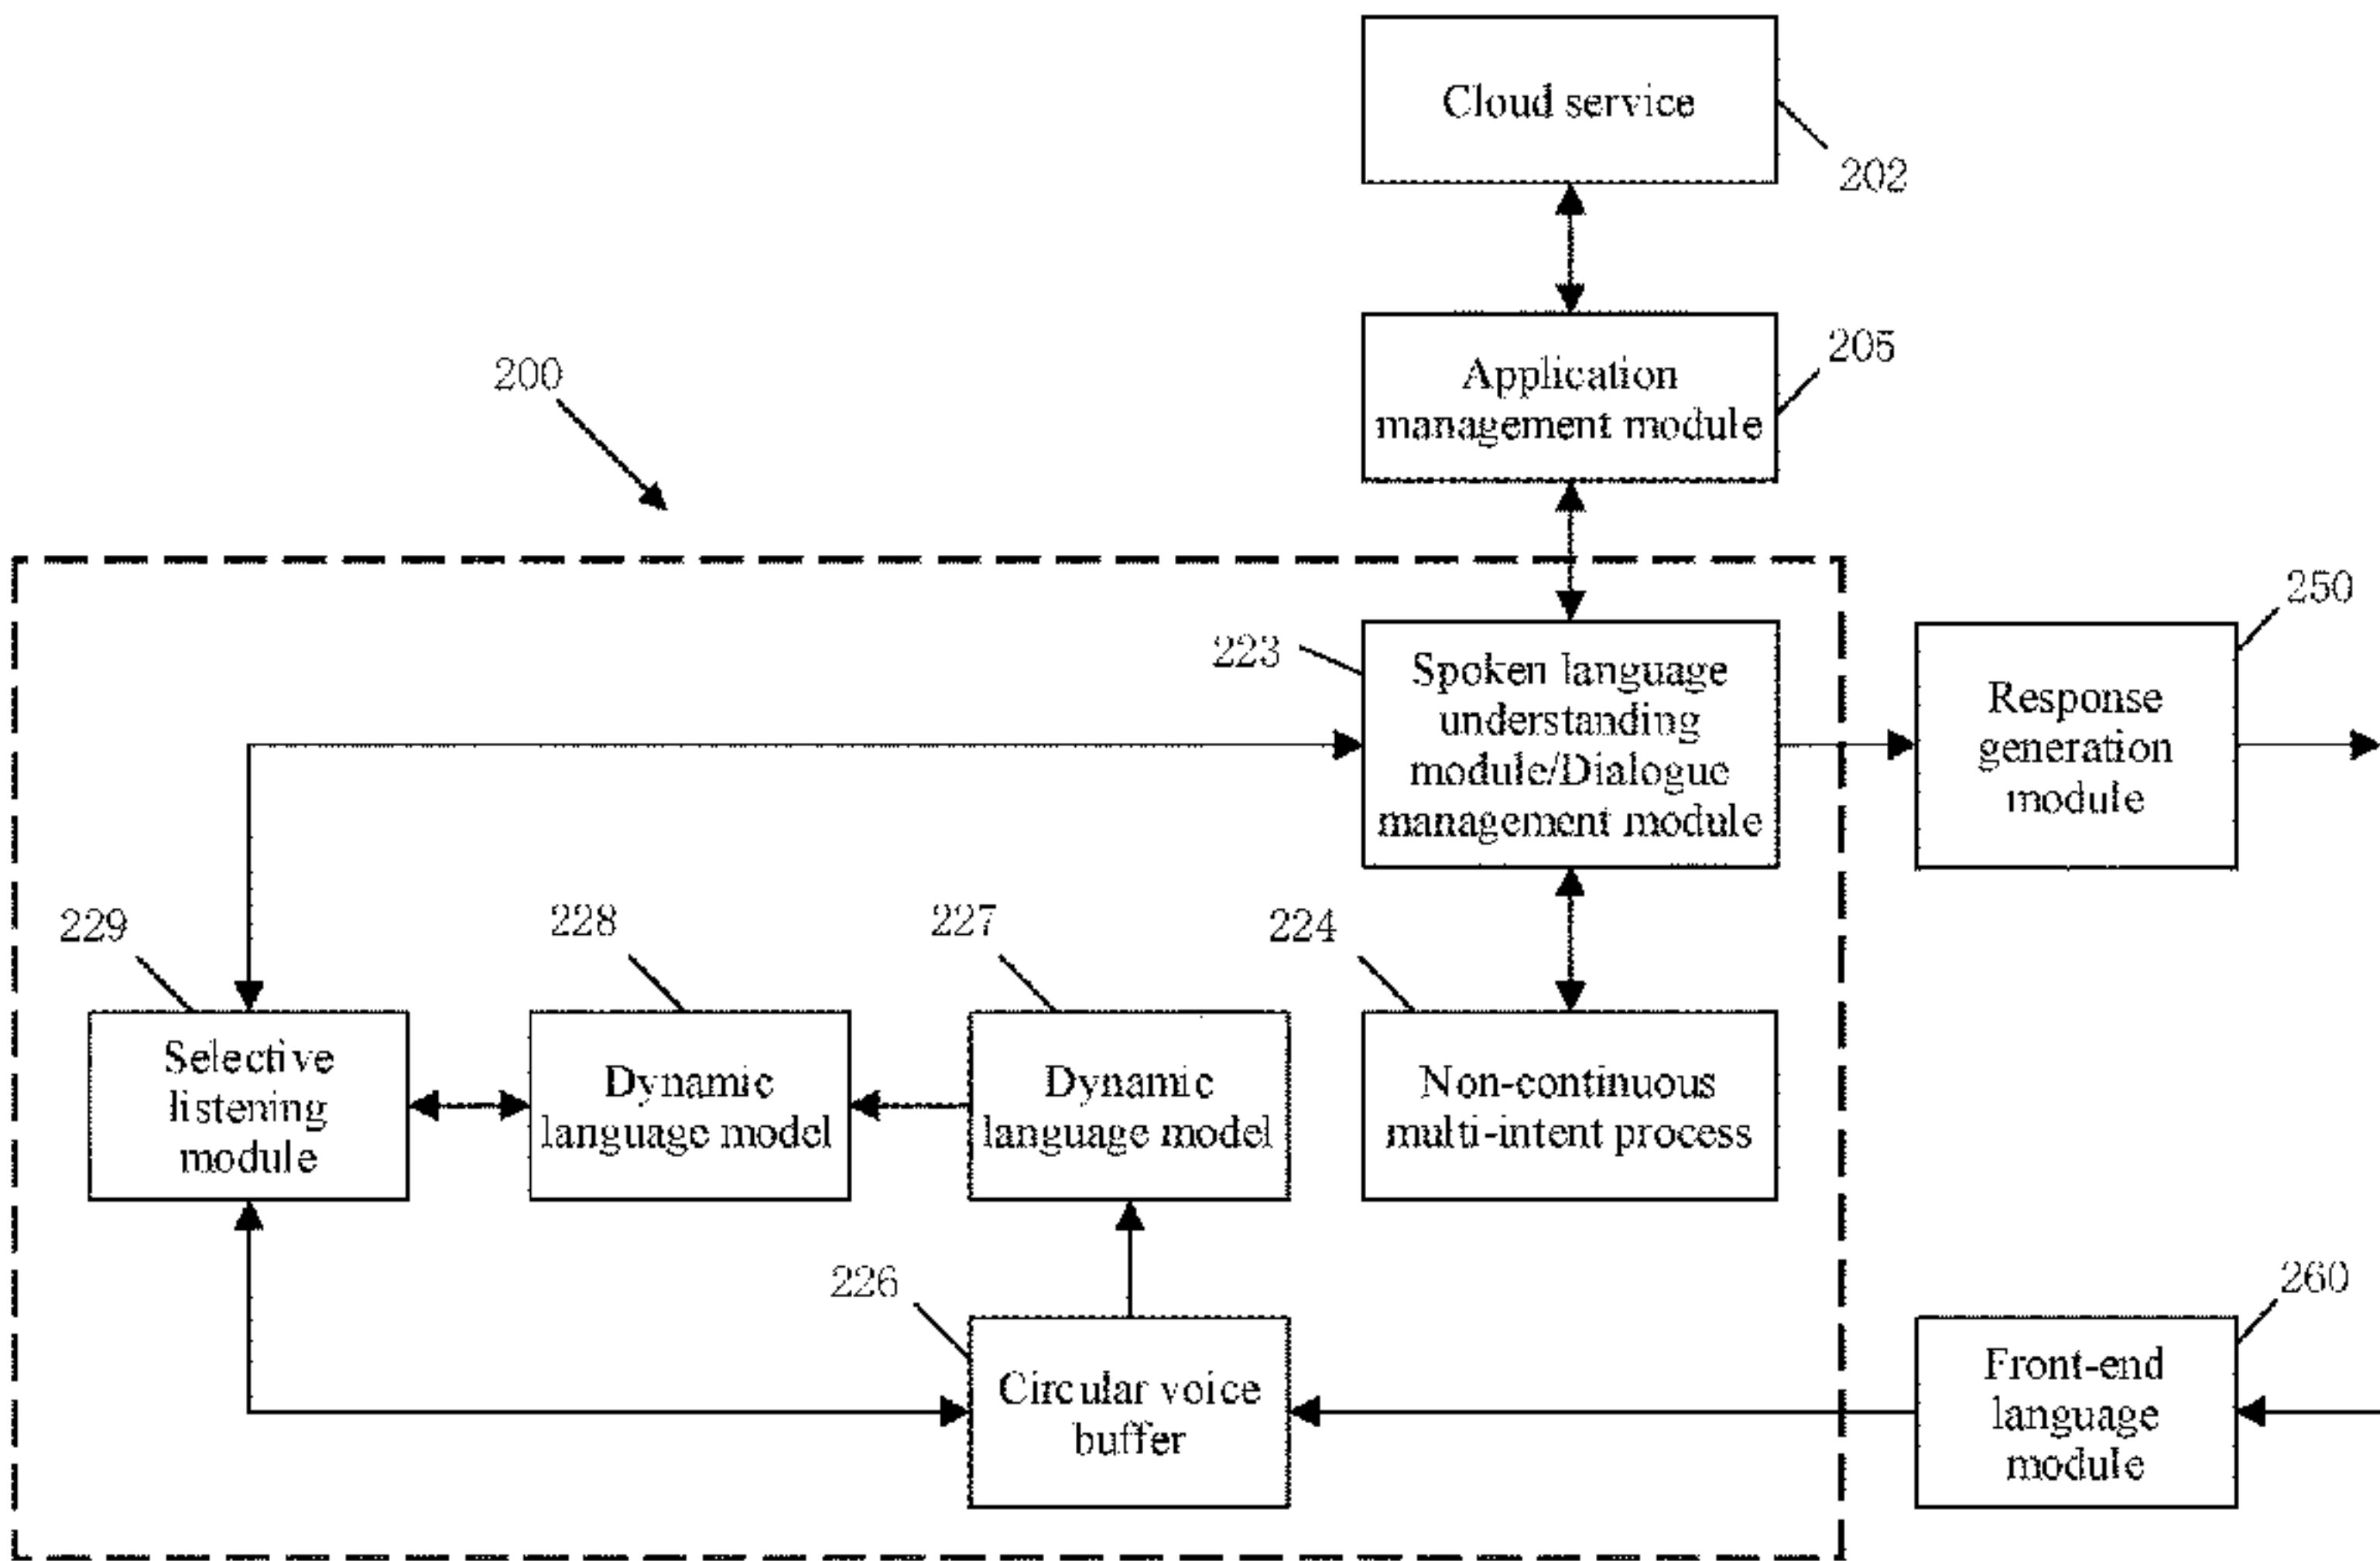 Cloud service
202
Application
management module
205
200
223
Spoken language
understanding
module/Dialogue
management module
250
Response
generation
module
229
Selective
listening
module
228
Dynamic
language model
227
Dynamic
language model
224
Non-continuous
multi-intent process
226
Circular voice
buffer
260
Front-end
language
module